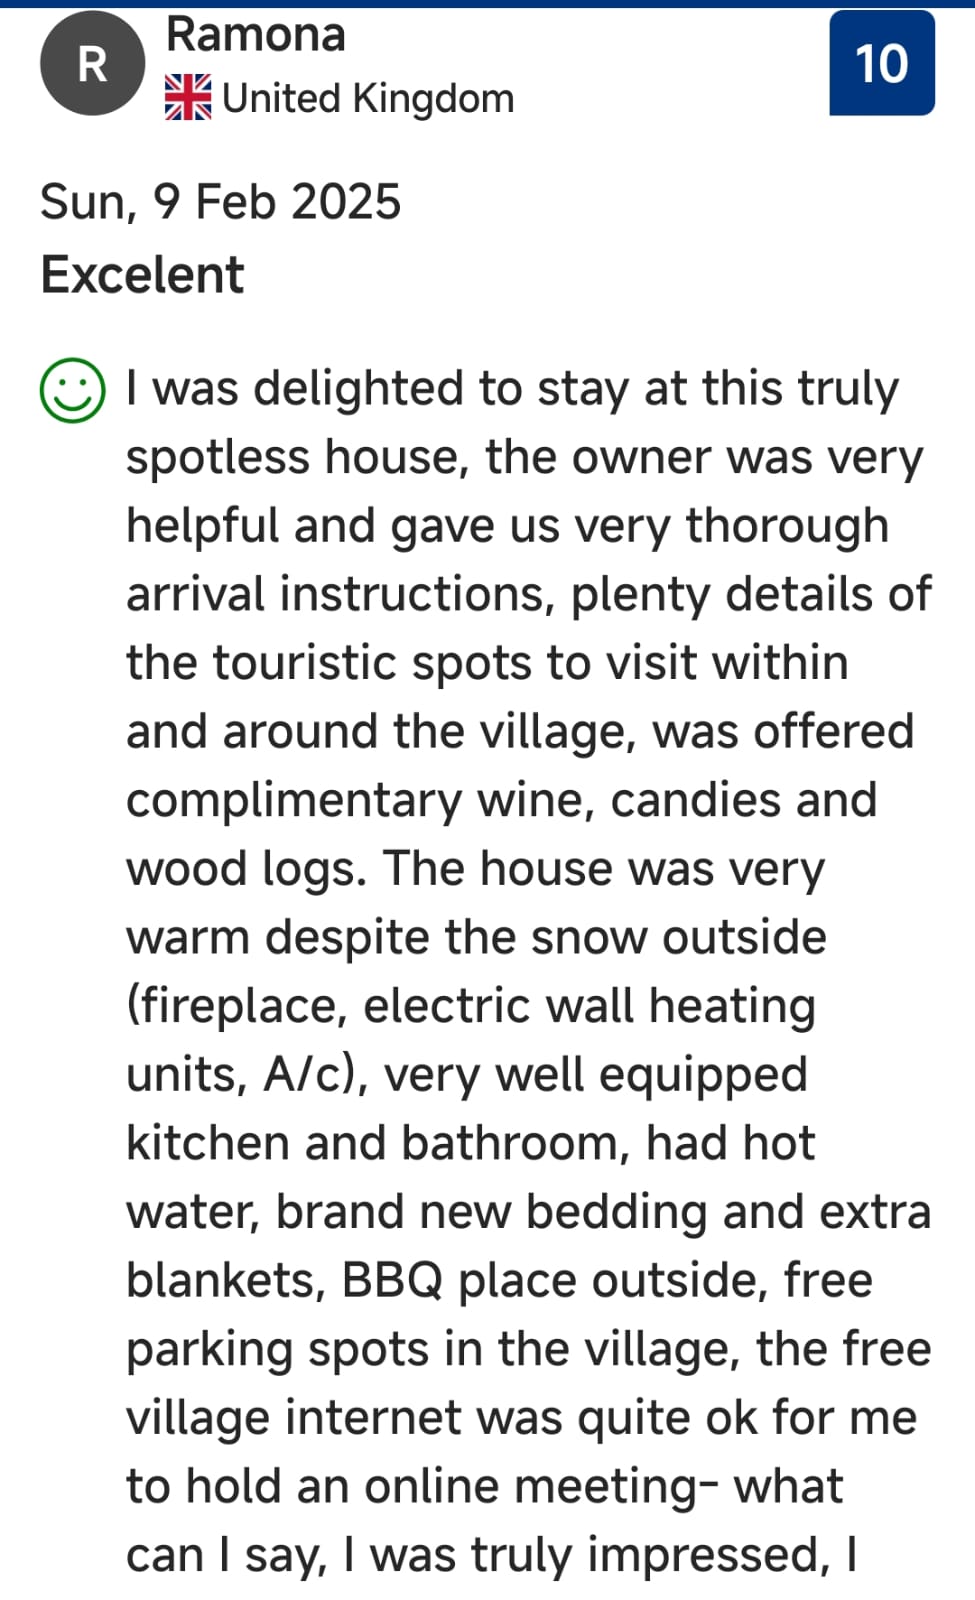 R
Ramona
United Kingdom
10
Sun, 9 Feb 2025
Excelent
I was delighted to stay at this truly
spotless house, the owner was very
helpful and gave us very thorough
arrival instructions, plenty details of
the touristic spots to visit within
and around the village, was offered
complimentary wine, candies and
wood logs. The house was very
warm despite the snow outside
(fireplace, electric wall heating
units, A/c), very well equipped
kitchen and bathroom, had hot
water, brand new bedding and extra
blankets, BBQ place outside, free
parking spots in the village, the free
village internet was quite ok for me
to hold an online meeting- what
can I say, I was truly impressed, I